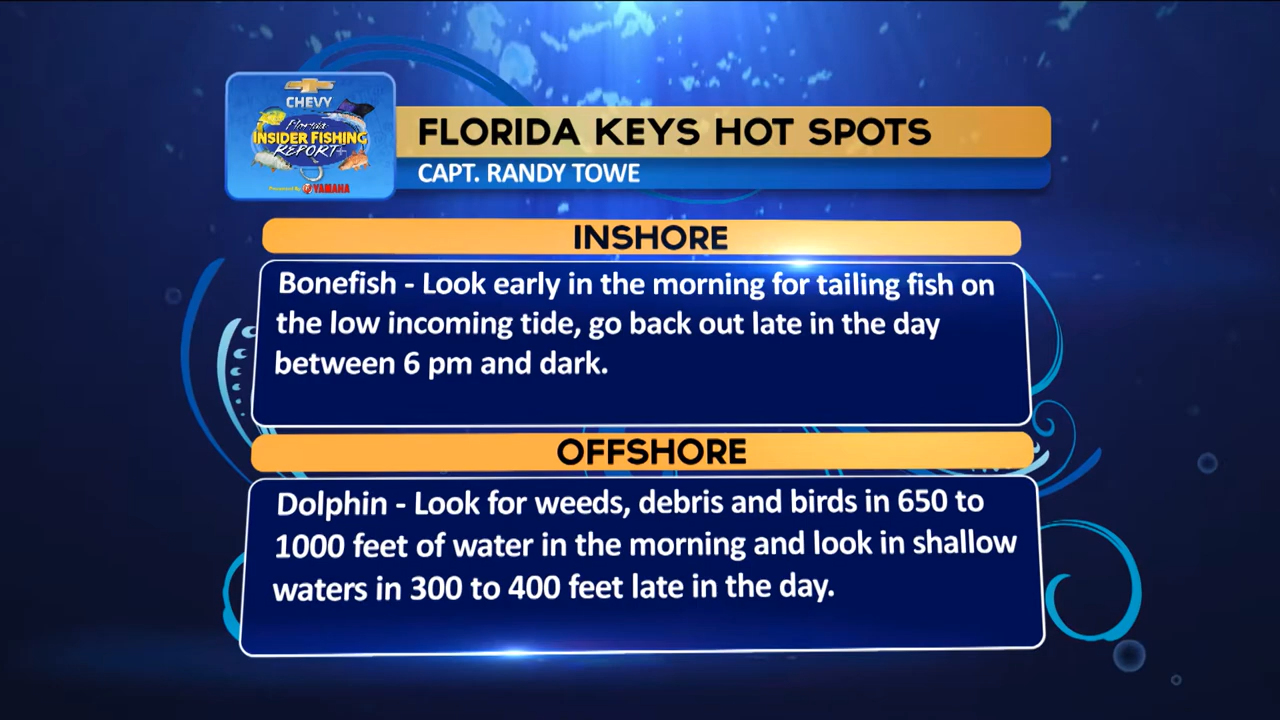 CHEVY
Florida
INSIDER FISHING
REPORT+
Presented By YAMAHA
FLORIDA KEYS HOT SPOTS
CAPT. RANDY TOWE
INSHORE
Bonefish - Look early in the morning for tailing fish on
the low incoming tide, go back out late in the day
between 6 pm and dark.
OFFSHORE
Dolphin - Look for weeds, debris and birds in 650 to
1000 feet of water in the morning and look in shallow
waters in 300 to 400 feet late in the day.